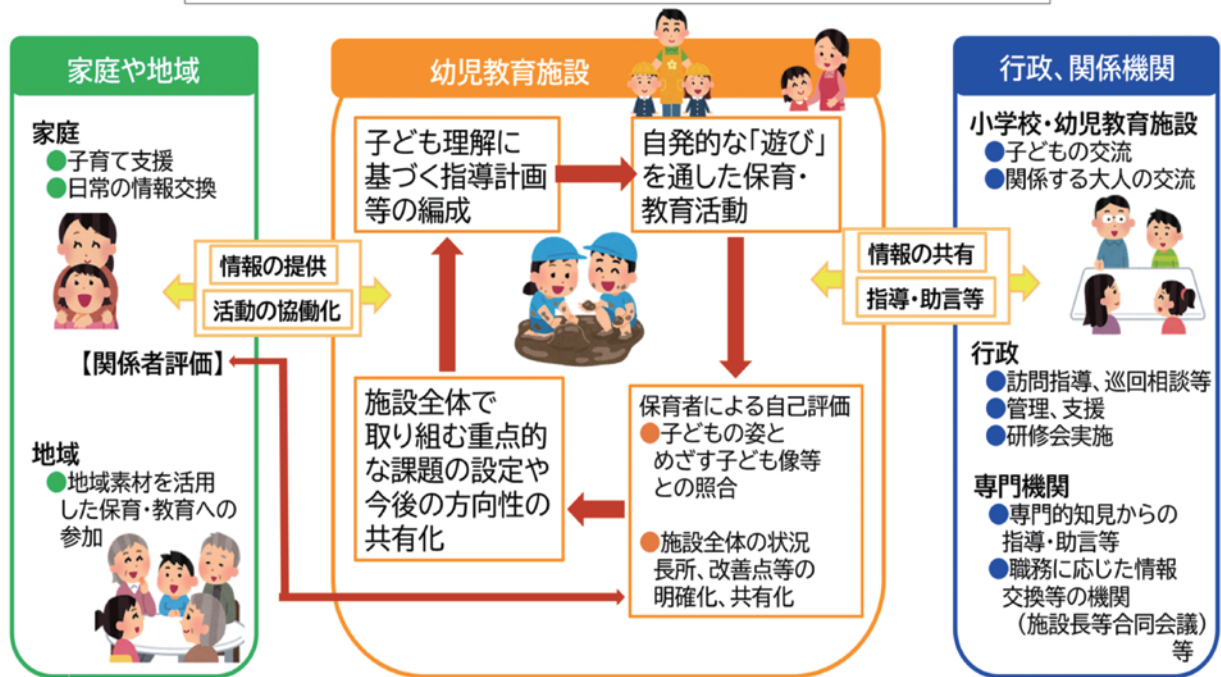 家庭や地域
家庭
●子育て支援
●日常の情報交換
【関係者評価】
地域
●地域素材を活用
した保育・教育への
参加
情報の提供
活動の協働化
幼児教育施設
子ども理解に
基づく指導計画
等の編成
自発的な「遊び」
を通した保育・
教育活動
施設全体で
取り組む重点的
な課題の設定や
今後の方向性の
共有化
保育者による自己評価
●子どもの姿と
めざす子ども像等
との照合
●施設全体の状況
長所、改善点等の
明確化、共有化
情報の共有
指導・助言等
行政、関係機関
小学校・幼児教育施設
●子どもの交流
●関係する大人の交流
行政
●訪問指導、巡回相談等
●管理、支援
●研修会実施
専門機関
●専門的知見からの
指導・助言等
●職務に応じた情報
交換等の機関
（施設長等合同会議）
等